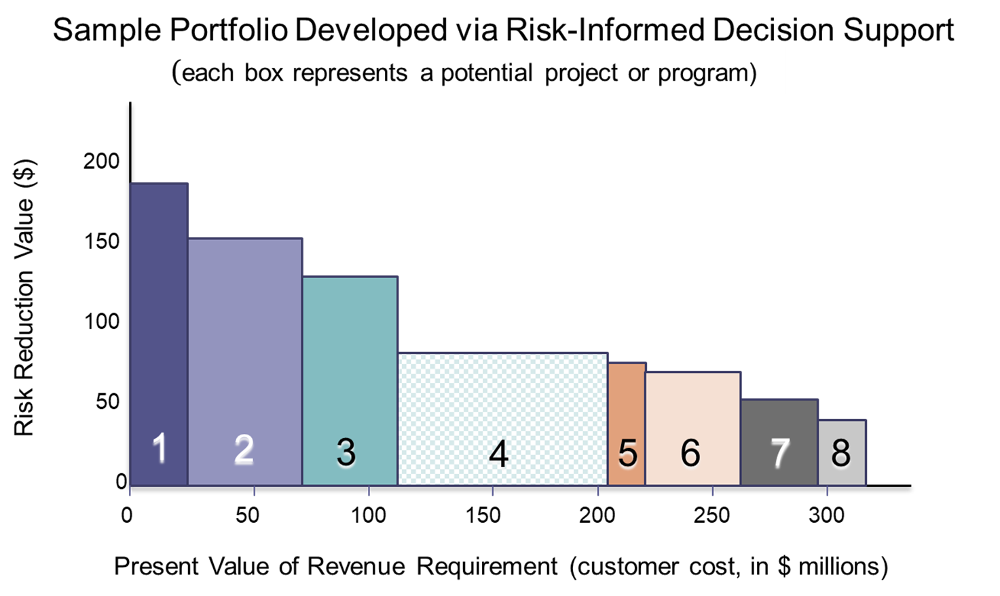 Sample Portfolio Developed via Risk-Informed Decision Support
(each box represents a potential project or program)
Risk Reduction Value ($)
200
150
100
50
0
1 2 3 4 5 6 7 8
0 50 100 150 200 250 300
Present Value of Revenue Requirement (customer cost, in $ millions)